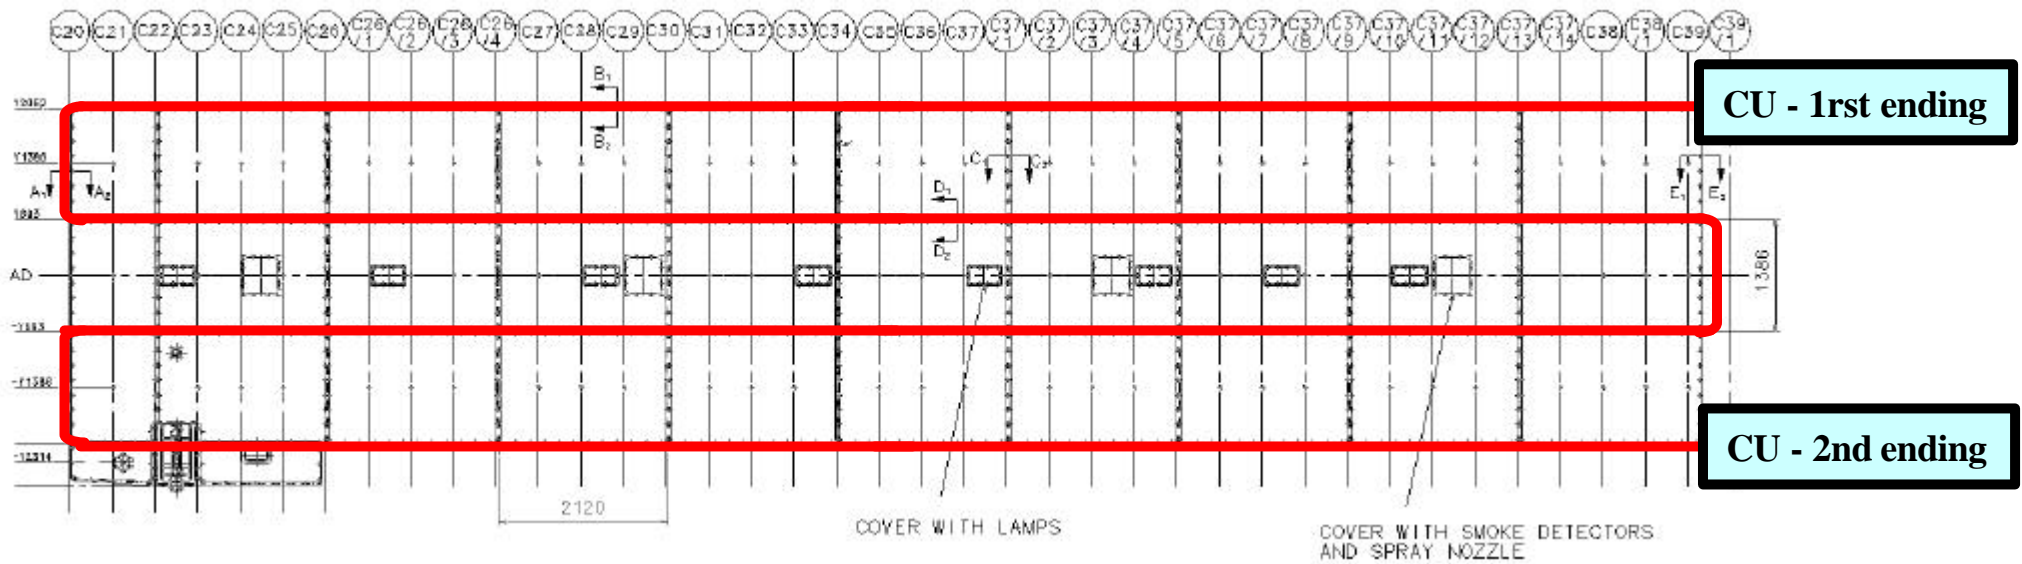 C20 C21 C22 C23 C24 C25 C26 C26/1 C26/2 C26/3 C26/4 C27 C28 C29 C30 C31 C32 C33 C34 C35 C36 C37 C37/1 C37/2 C37/3 C37/4 C37/5 C37/6 C37/7 C37/8 C37/9 C37/10 C37/11 C37/12 C37/13 C37/14 C38 C38/1 C39 C39/1
B₁
CU - 1rst ending
B₂
C₁ C₂
A₁ A₂
D₁
E₁ E₂
D₂
AD
1386
CU - 2nd ending
2120
COVER WITH LAMPS
COVER WITH SMOKE DETECTORS
AND SPRAY NOZZLE